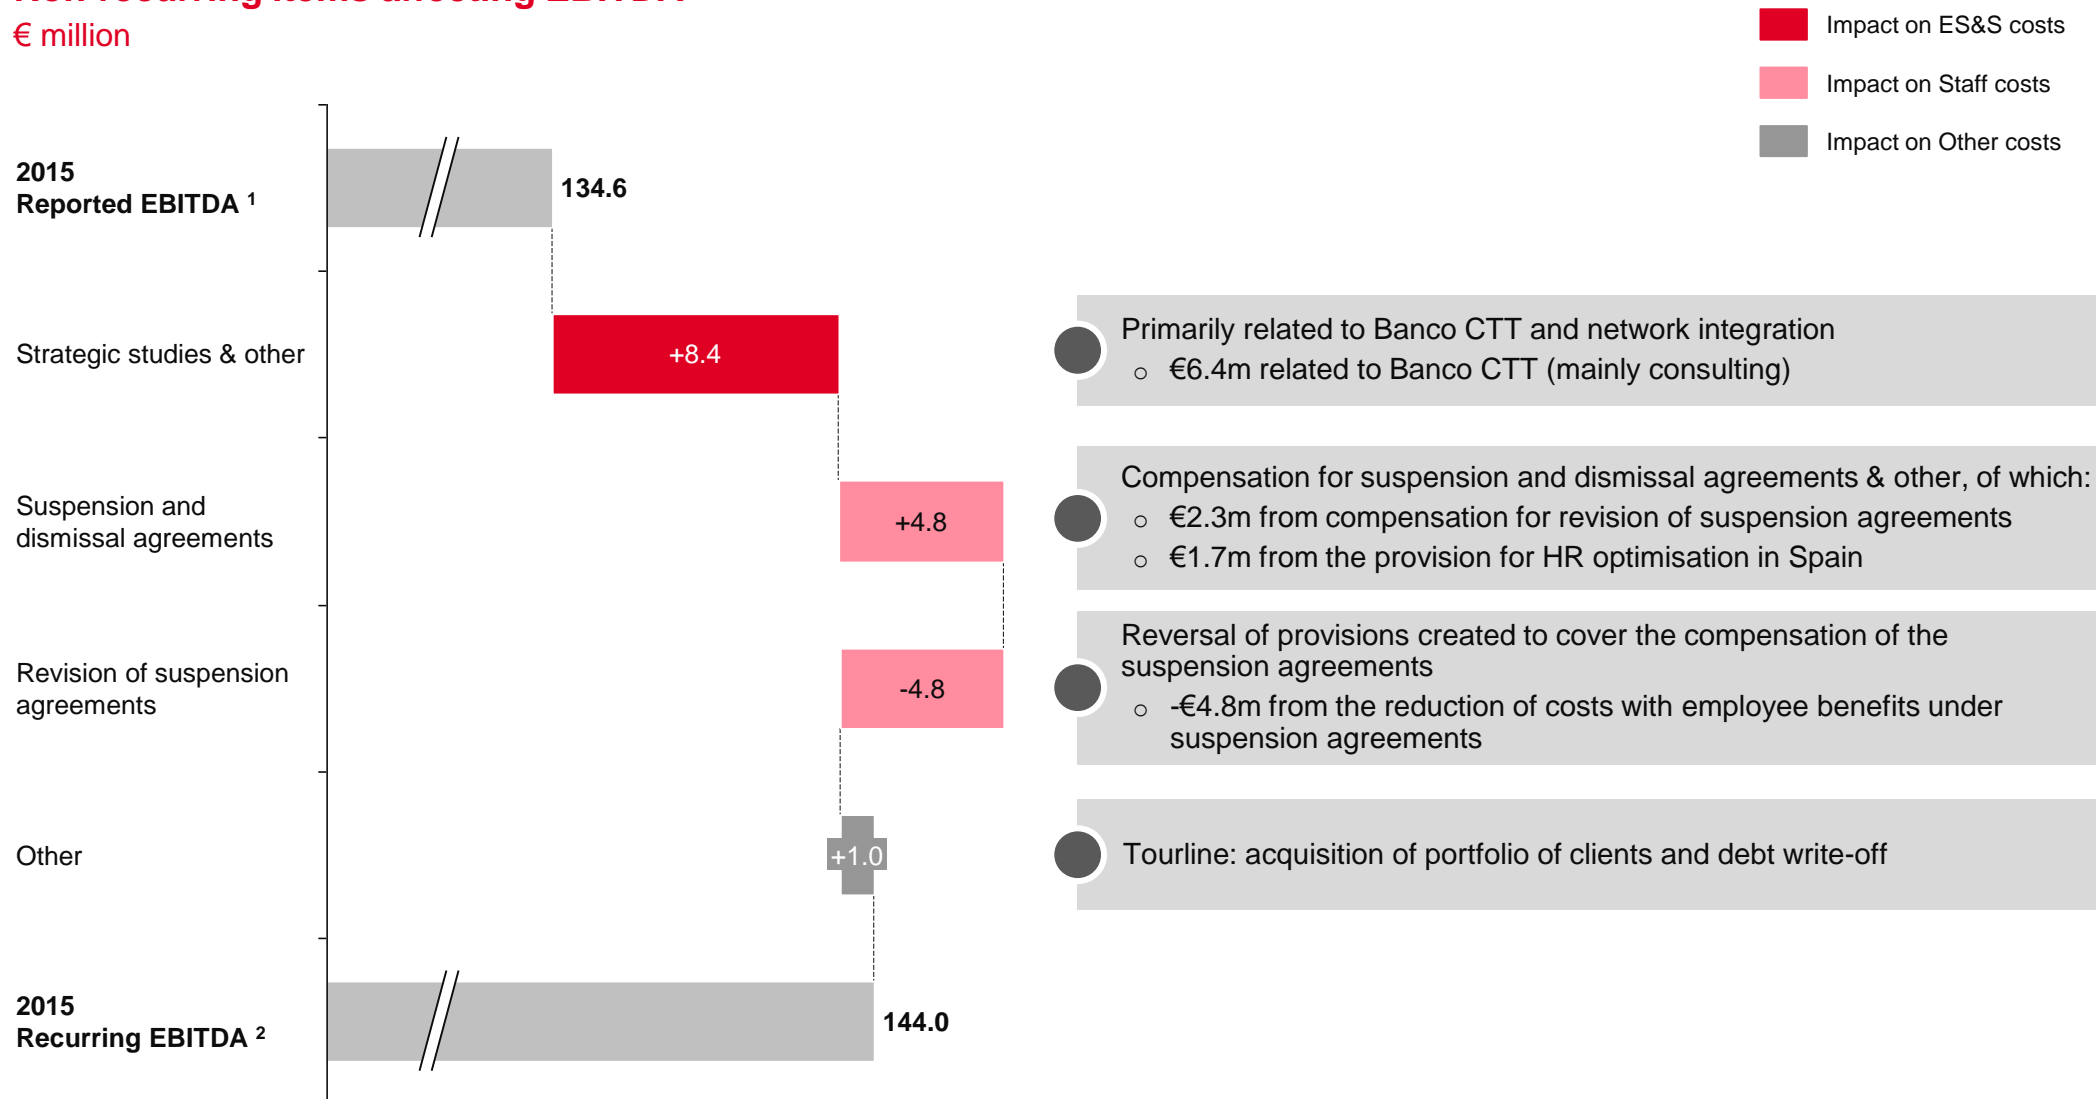 € million
Impact on ES&S costs
Impact on Staff costs
Impact on Other costs
2015
Reported EBITDA 1
134.6
Strategic studies & other
+8.4
Primarily related to Banco CTT and network integration
o €6.4m related to Banco CTT (mainly consulting)
Suspension and
dismissal agreements
+4.8
Compensation for suspension and dismissal agreements & other, of which:
o €2.3m from compensation for revision of suspension agreements
o €1.7m from the provision for HR optimisation in Spain
Revision of suspension
agreements
-4.8
Reversal of provisions created to cover the compensation of the
suspension agreements
o -€4.8m from the reduction of costs with employee benefits under
suspension agreements
Other
+1.0
Tourline: acquisition of portfolio of clients and debt write-off
2015
Recurring EBITDA 2
144.0